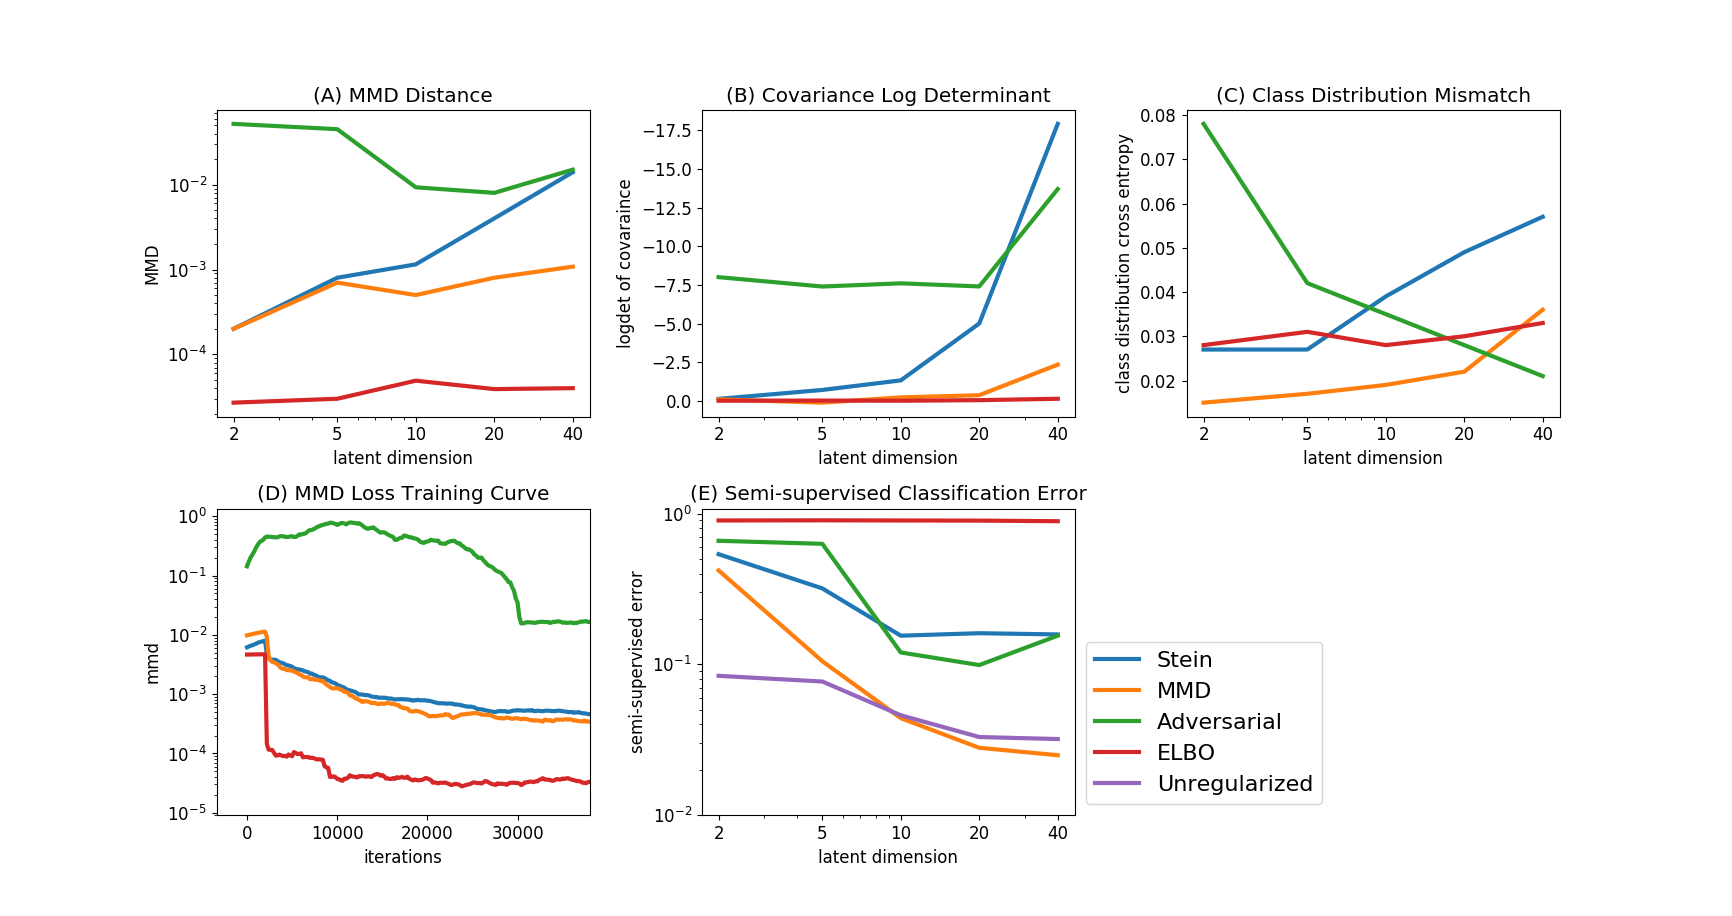 (A) MMD Distance
MMD
10⁻²
10⁻³
10⁻⁴
2 5 10 20 40
latent dimension
(B) Covariance Log Determinant
logdet of covaraince
−17.5
−15.0
−12.5
−10.0
−7.5
−5.0
−2.5
0.0
2 5 10 20 40
latent dimension
(C) Class Distribution Mismatch
class distribution cross entropy
0.08
0.07
0.06
0.05
0.04
0.03
0.02
2 5 10 20 40
latent dimension
(D) MMD Loss Training Curve
mmd
10⁰
10⁻¹
10⁻²
10⁻³
10⁻⁴
10⁻⁵
0 10000 20000 30000
iterations
(E) Semi-supervised Classification Error
semi-supervised error
10⁰
10⁻¹
10⁻²
2 5 10 20 40
latent dimension
Stein
MMD
Adversarial
ELBO
Unregularized